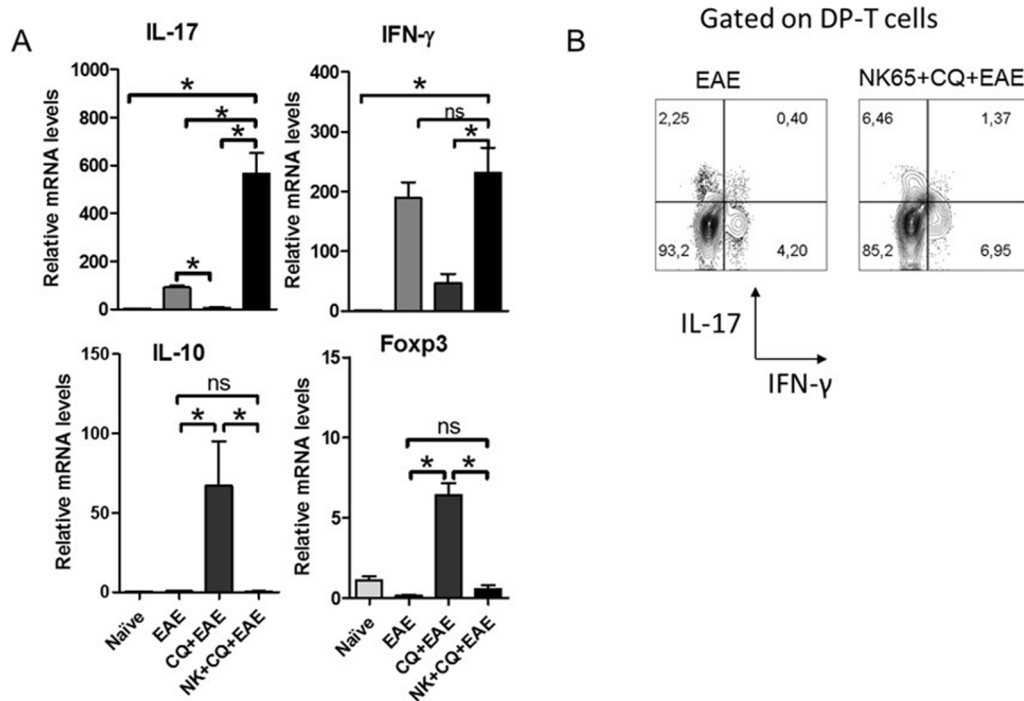 A
IL-17
Relative mRNA levels
1000
800
600
400
200
0
*
*
*
*
IFN-γ
Relative mRNA levels
400
300
200
100
0
*
ns
*
IL-10
Relative mRNA levels
150
100
50
0
ns
* *
Naïve
EAE
CQ+EAE
NK+CQ+EAE
Foxp3
Relative mRNA levels
15
10
5
0
ns
* *
Naïve
EAE
CQ+EAE
NK+CQ+EAE
B
Gated on DP-T cells
EAE
2,25 0,40
93,2 4,20
NK65+CQ+EAE
6,46 1,37
85,2 6,95
IL-17
IFN-γ